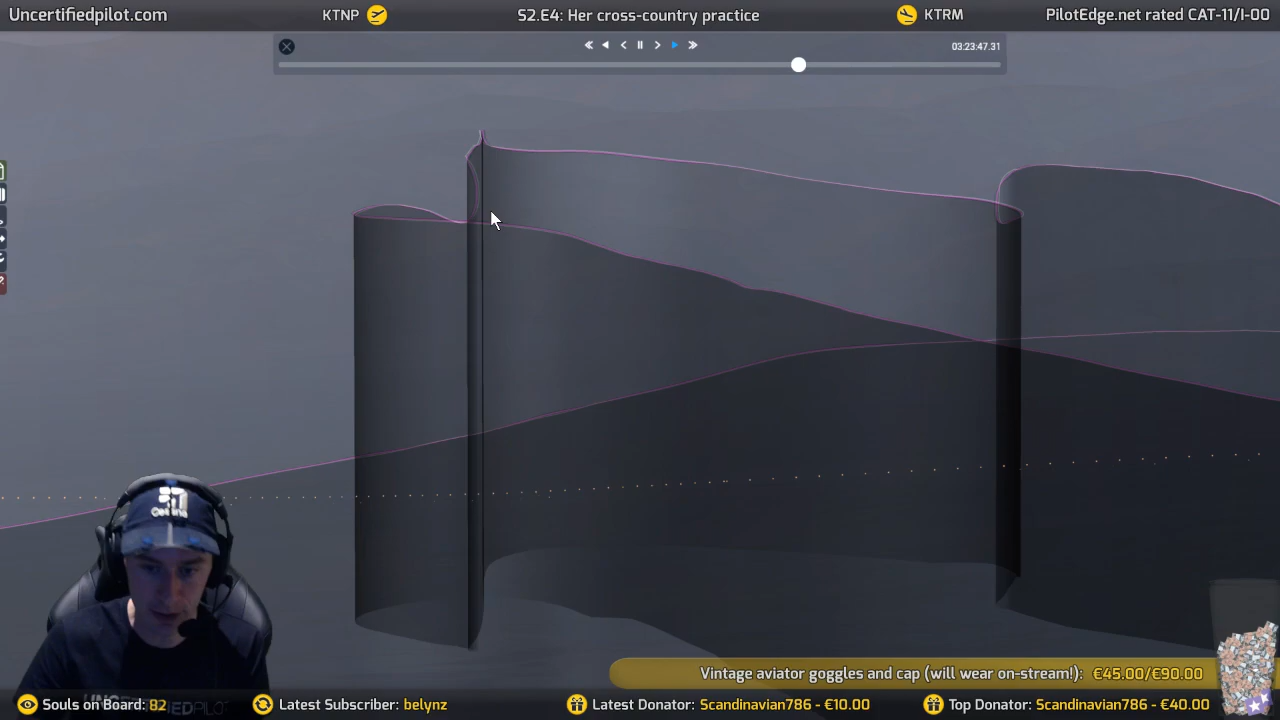 Uncertifiedpilot.com
KTNP
S2.E4: Her cross-country practice
KTRM
PilotEdge.net rated CAT-11/I-00
03:23:47.31
Cessna
Vintage aviator goggles and cap (will wear on-stream!): €45.00/€90.00
Souls on Board: 82
Latest Subscriber: belynz
Latest Donator: Scandinavian786 - €10.00
Top Donator: Scandinavian786 - €40.00